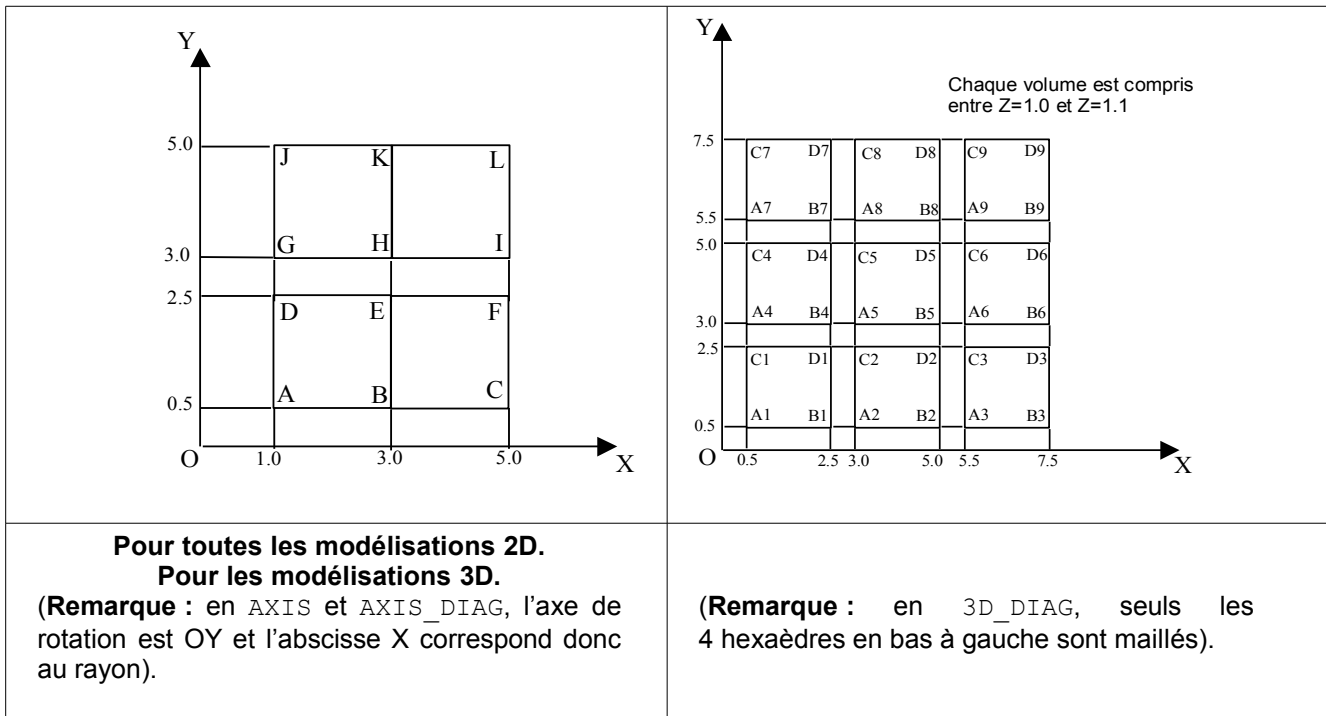 Y
5.0
J K L
G H I
3.0
2.5
D E F
A B C
0.5
O 1.0 3.0 5.0 X
Y
Chaque volume est compris
entre Z=1.0 et Z=1.1
7.5
C7 D7 C8 D8 C9 D9
A7 B7 A8 B8 A9 B9
5.5
5.0
C4 D4 C5 D5 C6 D6
A4 B4 A5 B5 A6 B6
3.0
2.5
C1 D1 C2 D2 C3 D3
A1 B1 A2 B2 A3 B3
0.5
O 0.5 2.5 3.0 5.0 5.5 7.5 X
Pour toutes les modélisations 2D.
Pour les modélisations 3D.
(Remarque : en AXIS et AXIS_DIAG, l'axe de
rotation est OY et l'abscisse X correspond donc
au rayon).
(Remarque : en 3D_DIAG, seuls les
4 hexaèdres en bas à gauche sont maillés).